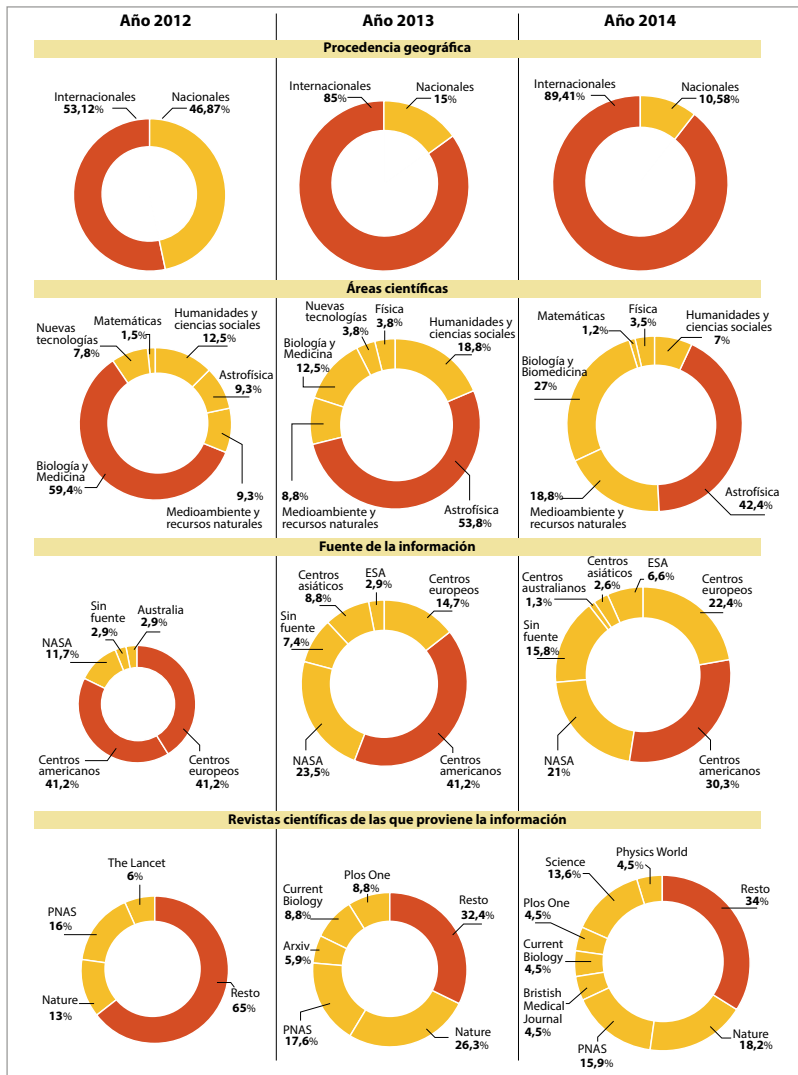 Año 2012
Año 2013
Año 2014
Procedencia geográfica
Internacionales
53,12%
Nacionales
46,87%
Internacionales
85%
Nacionales
15%
Internacionales
89,41%
Nacionales
10,58%
Áreas científicas
Nuevas
tecnologías
7,8%
Matemáticas
1,5%
Humanidades y
ciencias sociales
12,5%
Astrofísica
9,3%
Biología y
Medicina
59,4%
9,3%
Medioambiente y
recursos naturales
Nuevas
tecnologías
3,8%
Física
3,8%
Humanidades y
ciencias sociales
18,8%
Biología y
Medicina
12,5%
8,8%
Medioambiente y
recursos naturales
Astrofísica
53,8%
Matemáticas
1,2%
Física
3,5%
Humanidades y
ciencias sociales
7%
Biología y
Biomedicina
27%
18,8%
Medioambiente y
recursos naturales
Astrofísica
42,4%
Fuente de la información
NASA
11,7%
Sin
fuente
2,9%
Australia
2,9%
Centros
americanos
41,2%
Centros
europeos
41,2%
Centros
asiáticos
8,8%
ESA
2,9%
Centros
europeos
14,7%
Sin
fuente
7,4%
NASA
23,5%
Centros
americanos
41,2%
Centros
australianos
1,3%
Centros
asiáticos
2,6%
ESA
6,6%
Centros
europeos
22,4%
Sin
fuente
15,8%
NASA
21%
Centros
americanos
30,3%
Revistas científicas de las que proviene la información
The Lancet
6%
PNAS
16%
Nature
13%
Resto
65%
Plos One
8,8%
Current
Biology
8,8%
Resto
32,4%
Arxiv
5,9%
PNAS
17,6%
Nature
26,3%
Physics World
4,5%
Science
13,6%
Resto
34%
Plos One
4,5%
Current
Biology
4,5%
Bristish
Medical
Journal
4,5%
PNAS
15,9%
Nature
18,2%